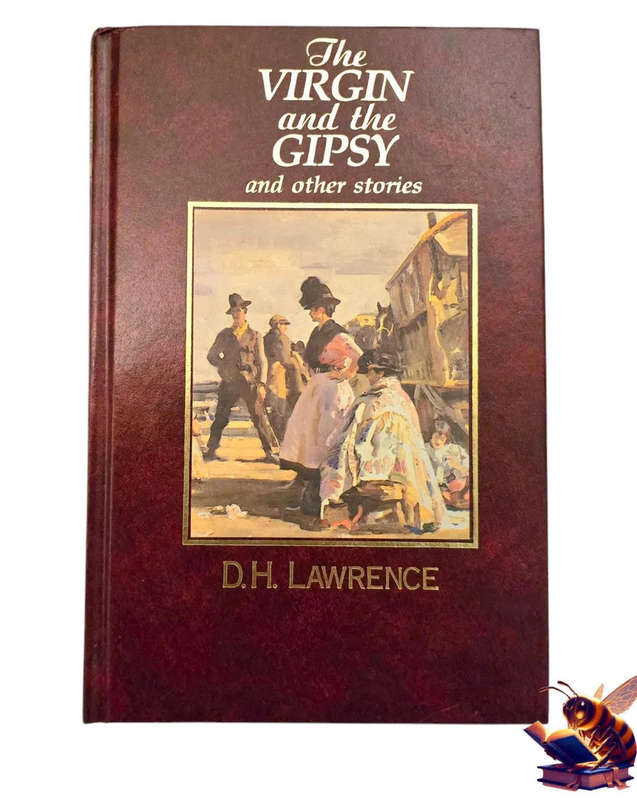 The
VIRGIN
and the
GIPSY
and other stories
D.H. LAWRENCE